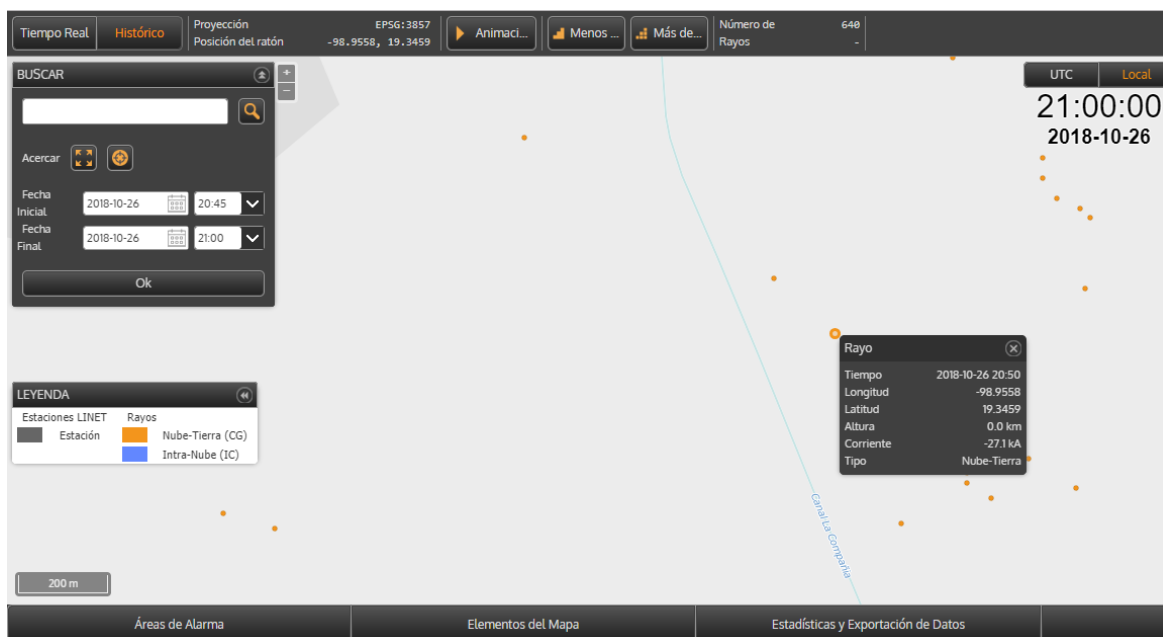 Tiempo Real Histórico
Proyección EPSG:3857
Posición del ratón -98.9558, 19.3459
Animaci... Menos ... Más de...
Número de 640
Rayos -
BUSCAR
+
−
Acercar
Fecha
Inicial 2018-10-26 20:45
Fecha
Final 2018-10-26 21:00
Ok
UTC Local
21:00:00
2018-10-26
Rayo
Tiempo 2018-10-26 20:50
Longitud -98.9558
Latitud 19.3459
Altura 0.0 km
Corriente -27.1 kA
Tipo Nube-Tierra
LEYENDA
Estaciones LINET Rayos
Estación Nube-Tierra (CG)
Intra-Nube (IC)
Canal La Compañia
200 m
Áreas de Alarma Elementos del Mapa Estadísticas y Exportación de Datos